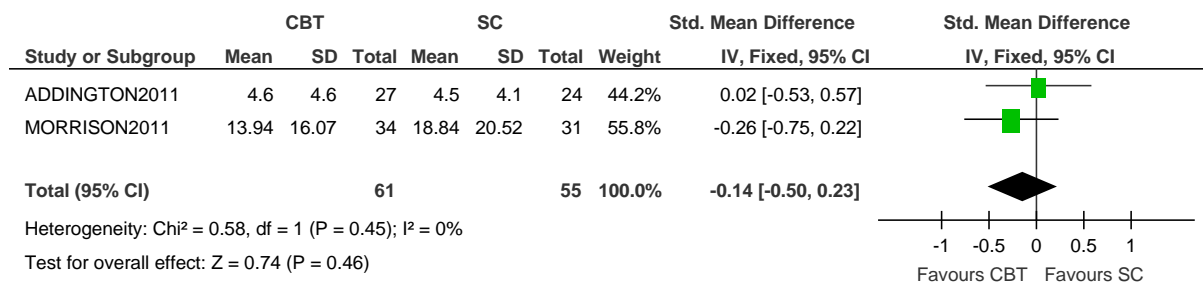 CBT SC Std. Mean Difference Std. Mean Difference
Study or Subgroup Mean SD Total Mean SD Total Weight IV, Fixed, 95% CI IV, Fixed, 95% CI
ADDINGTON2011 4.6 4.6 27 4.5 4.1 24 44.2% 0.02 [-0.53, 0.57]
MORRISON2011 13.94 16.07 34 18.84 20.52 31 55.8% -0.26 [-0.75, 0.22]
Total (95% CI) 61 55 100.0% -0.14 [-0.50, 0.23]
Heterogeneity: Chi² = 0.58, df = 1 (P = 0.45); I² = 0%
Test for overall effect: Z = 0.74 (P = 0.46)
-1 -0.5 0 0.5 1
Favours CBT Favours SC